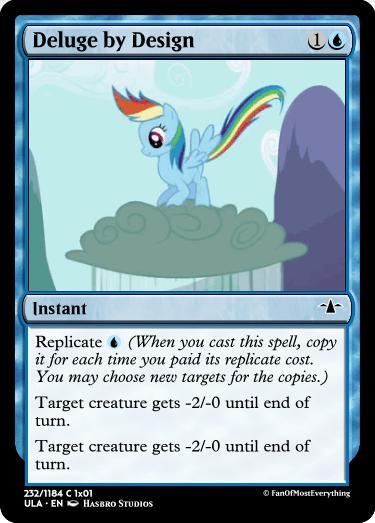 Deluge by Design 1
Instant
Replicate (When you cast this spell, copy
it for each time you paid its replicate cost.
You may choose new targets for the copies.)
Target creature gets -2/-0 until end of
turn.
Target creature gets -2/-0 until end of
turn.
232/1184 C 1x01
ULA • EN HASBRO STUDIOS
© FanOfMostEverything